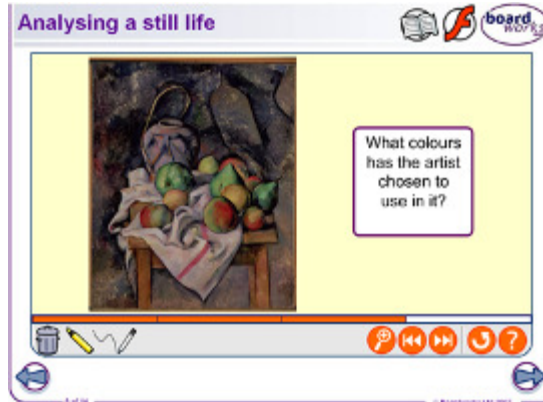 Analysing a still life
board
works
What colours
has the artist
chosen to
use in it?
?